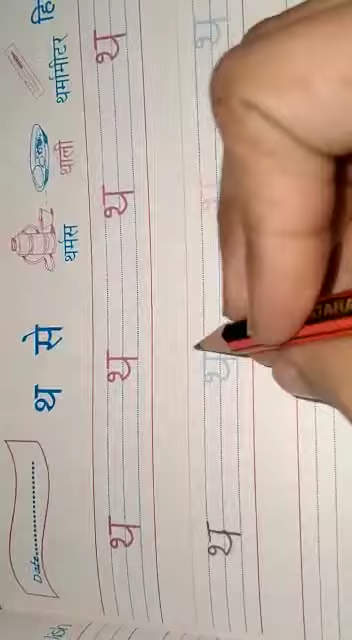 Date
थ से
थर्मस थाली थर्मामीटर
थ थ थ थ
थ थ थ थ